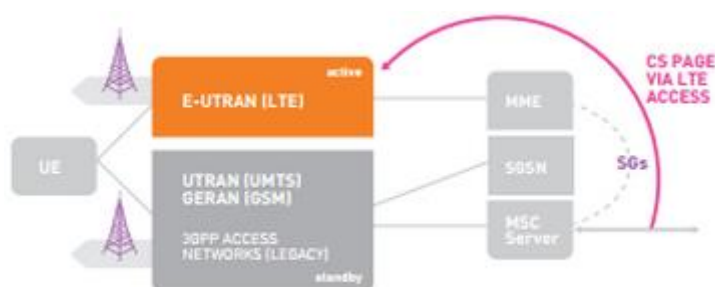 active
CS PAGE
VIA LTE
ACCESS
E-UTRAN (LTE)
MME
UE
SGs
UTRAN (UMTS)
GERAN (GSM)
SGSN
3GPP ACCESS
NETWORKS (LEGACY)
MSC
Server
standby